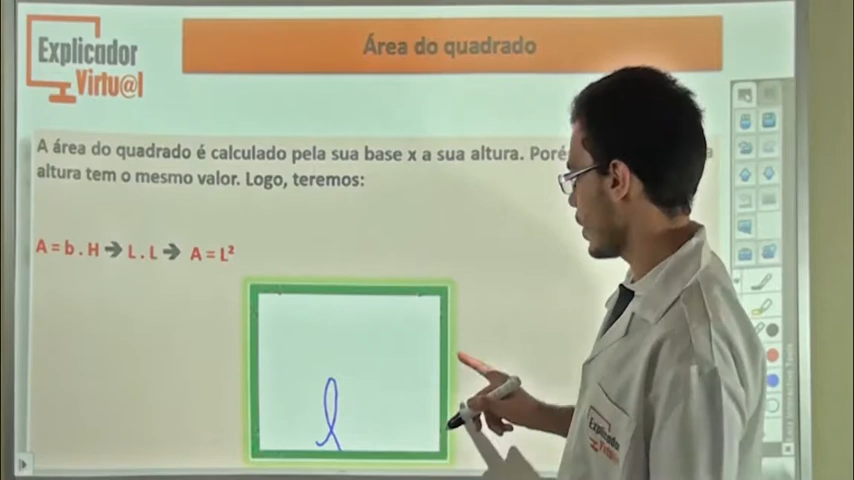 Explicador
Virtu@l
Área do quadrado
A área do quadrado é calculado pela sua base x a sua altura. Poré
altura tem o mesmo valor. Logo, teremos:
A = b . H ➔ L . L ➔ A = L²
l
Explicador